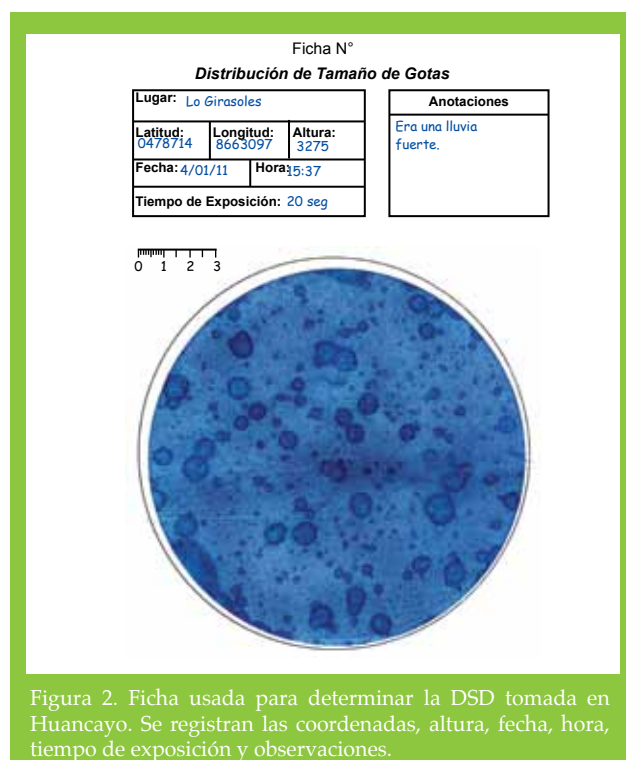 Ficha N°
Distribución de Tamaño de Gotas
Lugar: Lo Girasoles
Latitud: 0478714 Longitud: 8663097 Altura: 3275
Fecha: 4/01/11 Hora: 15:37
Tiempo de Exposición: 20 seg
Anotaciones
Era una lluvia
fuerte.
0 1 2 3
Figura 2. Ficha usada para determinar la DSD tomada en
Huancayo. Se registran las coordenadas, altura, fecha, hora,
tiempo de exposición y observaciones.